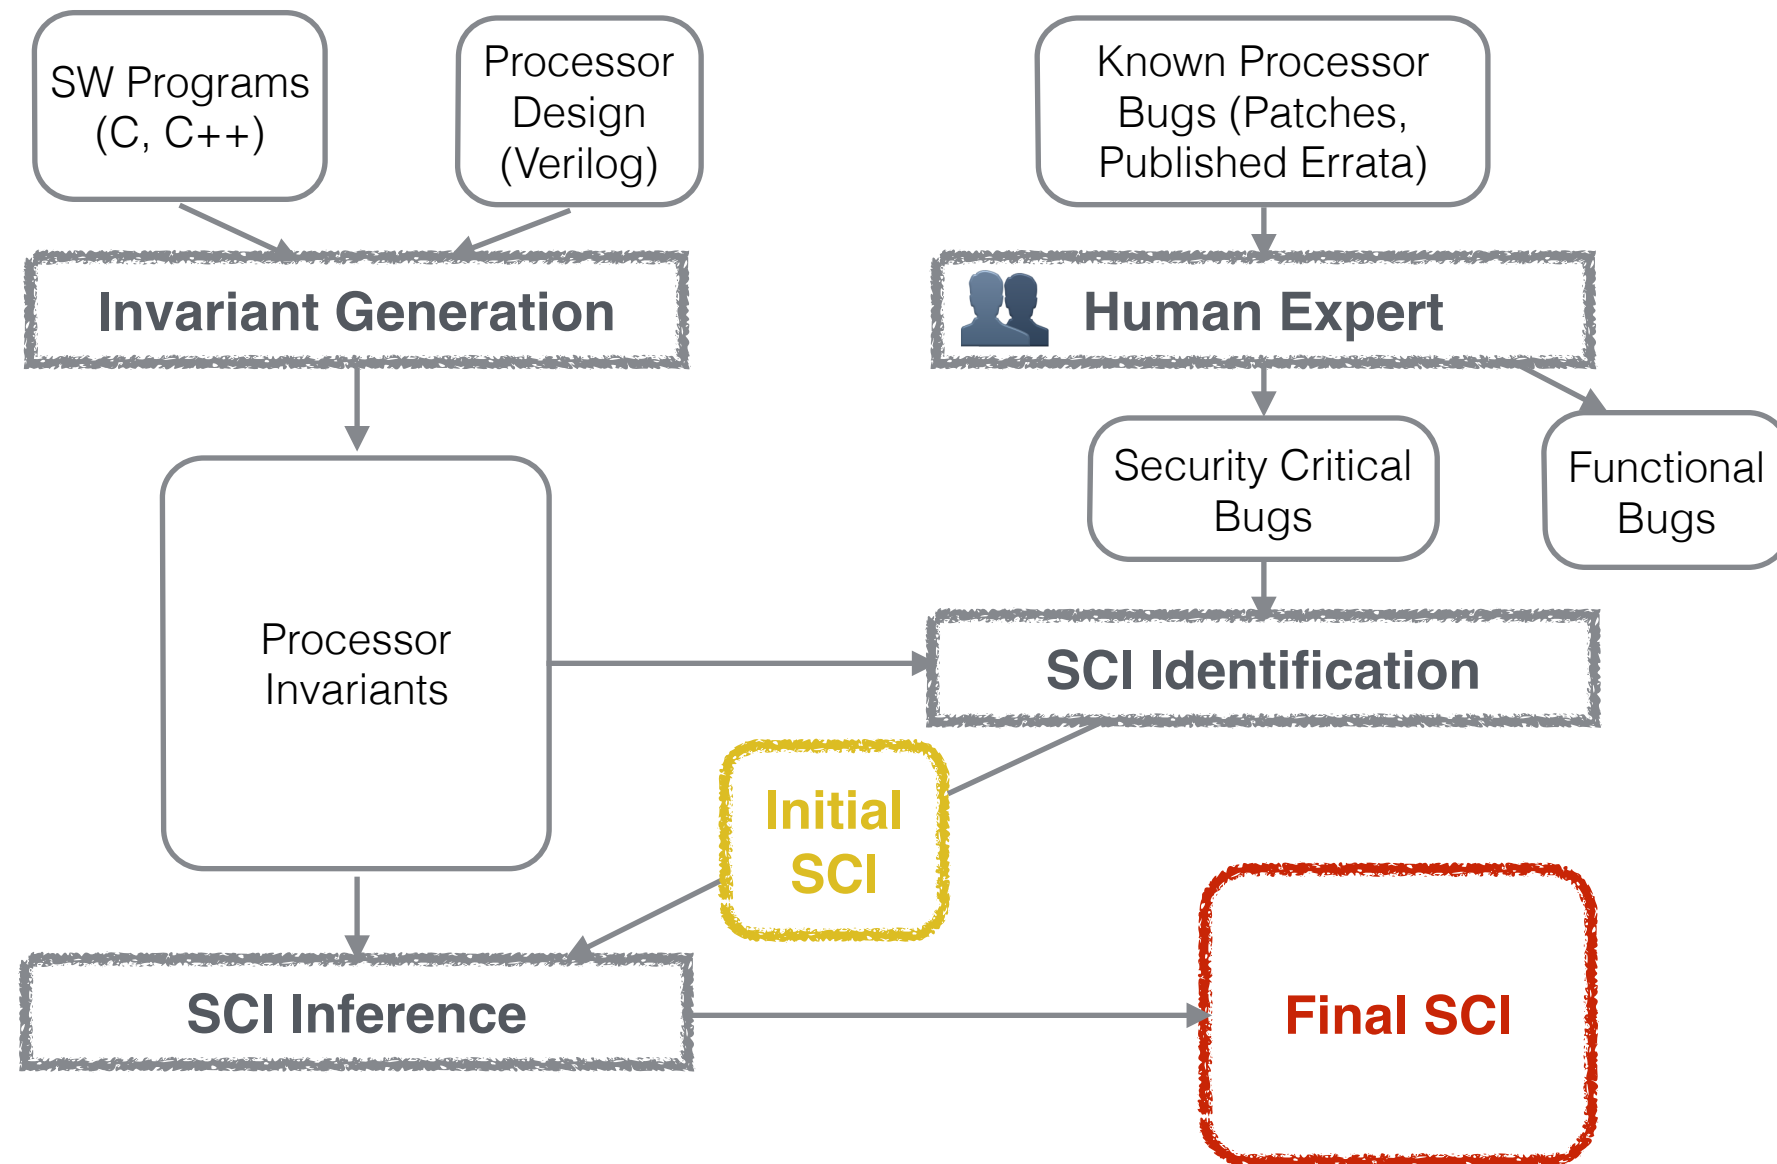 SW Programs
(C, C++)
Processor
Design
(Verilog)
Known Processor
Bugs (Patches,
Published Errata)
Invariant Generation
Human Expert
Security Critical
Bugs
Functional
Bugs
Processor
Invariants
SCI Identification
Initial
SCI
SCI Inference
Final SCI